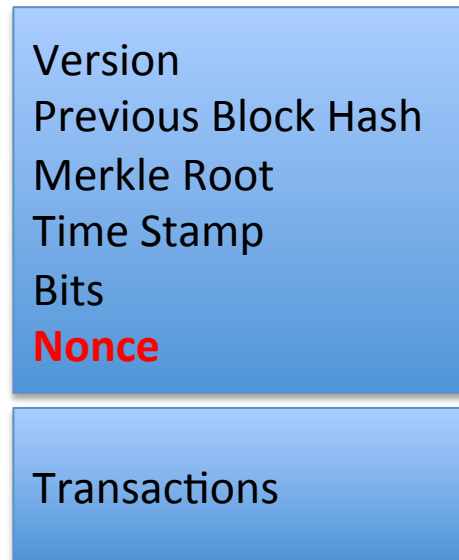 Version
Previous Block Hash
Merkle Root
Time Stamp
Bits
Nonce
Transactions